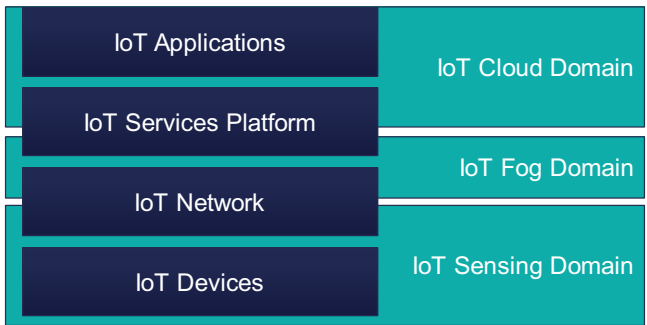 IoT Applications
IoT Cloud Domain
IoT Services Platform
IoT Fog Domain
IoT Network
IoT Sensing Domain
IoT Devices